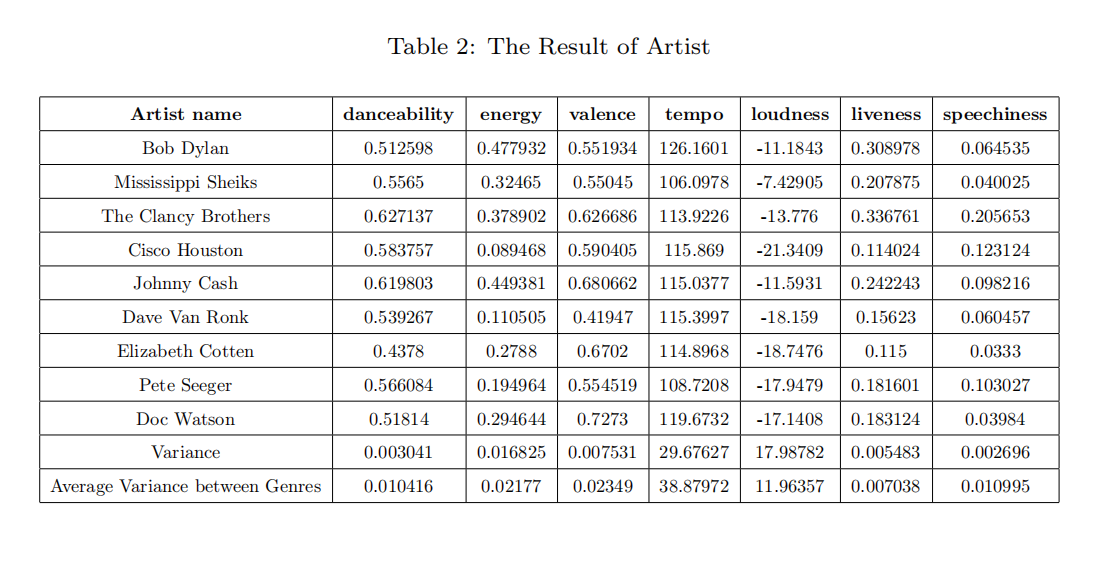 Table 2: The Result of Artist
Artist name danceability energy valence tempo loudness liveness speechiness
Bob Dylan 0.512598 0.477932 0.551934 126.1601 -11.1843 0.308978 0.064535
Mississippi Sheiks 0.5565 0.32465 0.55045 106.0978 -7.42905 0.207875 0.040025
The Clancy Brothers 0.627137 0.378902 0.626686 113.9226 -13.776 0.336761 0.205653
Cisco Houston 0.583757 0.089468 0.590405 115.869 -21.3409 0.114024 0.123124
Johnny Cash 0.619803 0.449381 0.680662 115.0377 -11.5931 0.242243 0.098216
Dave Van Ronk 0.539267 0.110505 0.41947 115.3997 -18.159 0.15623 0.060457
Elizabeth Cotten 0.4378 0.2788 0.6702 114.8968 -18.7476 0.115 0.0333
Pete Seeger 0.566084 0.194964 0.554519 108.7208 -17.9479 0.181601 0.103027
Doc Watson 0.51814 0.294644 0.7273 119.6732 -17.1408 0.183124 0.03984
Variance 0.003041 0.016825 0.007531 29.67627 17.98782 0.005483 0.002696
Average Variance between Genres 0.010416 0.02177 0.02349 38.87972 11.96357 0.007038 0.010995